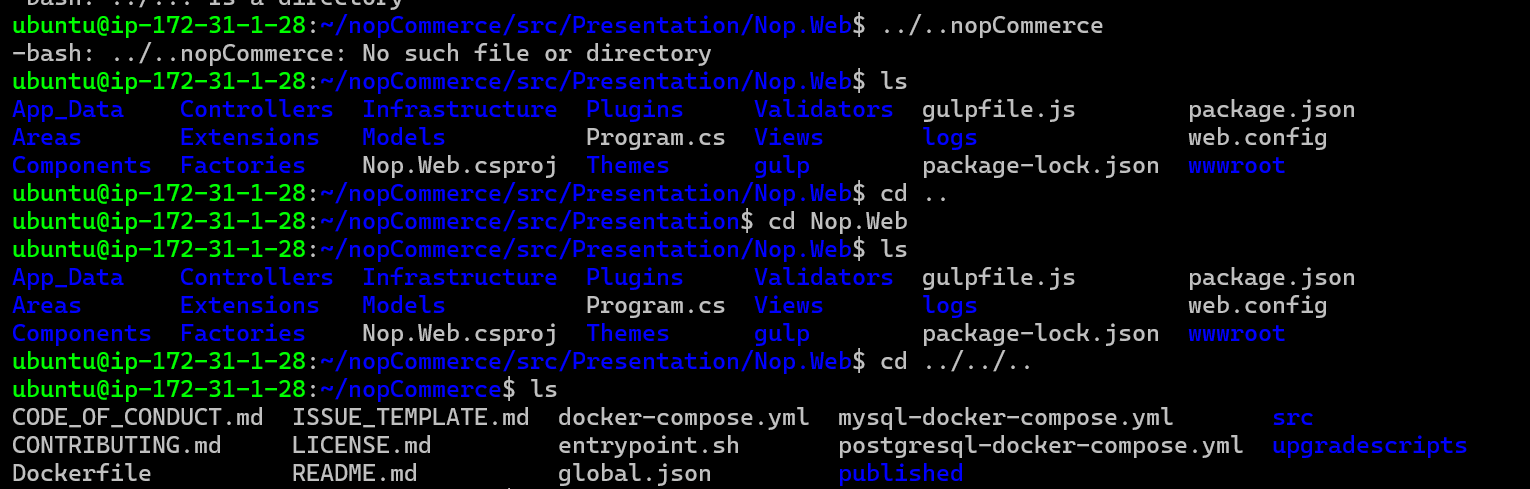 -bash: ../... is a directory
ubuntu@ip-172-31-1-28:~/nopCommerce/src/Presentation/Nop.Web$ ../..nopCommerce
-bash: ../..nopCommerce: No such file or directory
ubuntu@ip-172-31-1-28:~/nopCommerce/src/Presentation/Nop.Web$ ls
App_Data    Controllers  Infrastructure  Plugins     Validators  gulpfile.js        package.json
Areas       Extensions   Models          Program.cs  Views       logs               web.config
Components  Factories    Nop.Web.csproj  Themes      gulp        package-lock.json  wwwroot
ubuntu@ip-172-31-1-28:~/nopCommerce/src/Presentation/Nop.Web$ cd ..
ubuntu@ip-172-31-1-28:~/nopCommerce/src/Presentation$ cd Nop.Web
ubuntu@ip-172-31-1-28:~/nopCommerce/src/Presentation/Nop.Web$ ls
App_Data    Controllers  Infrastructure  Plugins     Validators  gulpfile.js        package.json
Areas       Extensions   Models          Program.cs  Views       logs               web.config
Components  Factories    Nop.Web.csproj  Themes      gulp        package-lock.json  wwwroot
ubuntu@ip-172-31-1-28:~/nopCommerce/src/Presentation/Nop.Web$ cd ../../..
ubuntu@ip-172-31-1-28:~/nopCommerce$ ls
CODE_OF_CONDUCT.md  ISSUE_TEMPLATE.md  docker-compose.yml  mysql-docker-compose.yml       src
CONTRIBUTING.md     LICENSE.md         entrypoint.sh       postgresql-docker-compose.yml  upgradescripts
Dockerfile          README.md          global.json         published